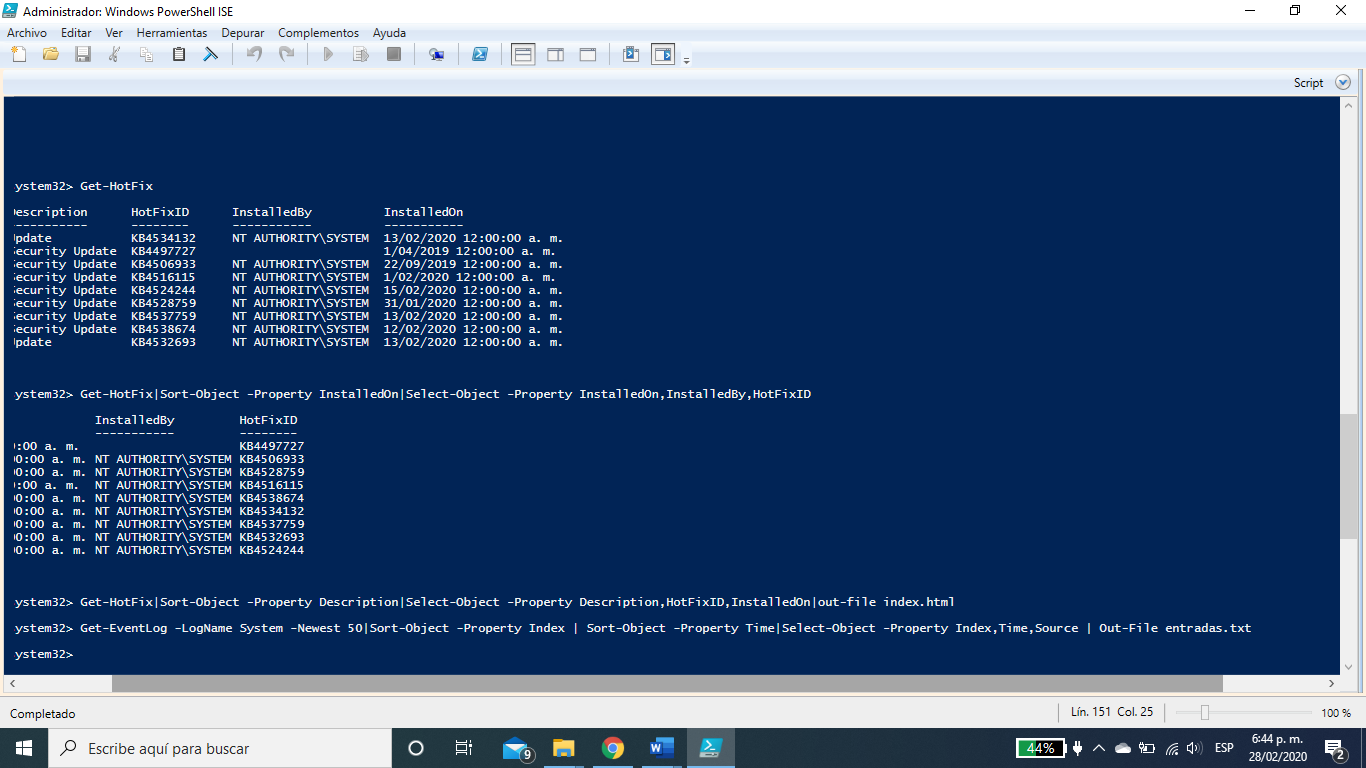 Administrador: Windows PowerShell ISE
Archivo Editar Ver Herramientas Depurar Complementos Ayuda
Script
ystem32> Get-HotFix
escription HotFixID InstalledBy InstalledOn
----------- -------- ----------- -----------
pdate KB4534132 NT AUTHORITY\SYSTEM 13/02/2020 12:00:00 a. m.
ecurity Update KB4497727 1/04/2019 12:00:00 a. m.
ecurity Update KB4506933 NT AUTHORITY\SYSTEM 22/09/2019 12:00:00 a. m.
ecurity Update KB4516115 NT AUTHORITY\SYSTEM 1/02/2020 12:00:00 a. m.
ecurity Update KB4524244 NT AUTHORITY\SYSTEM 15/02/2020 12:00:00 a. m.
ecurity Update KB4528759 NT AUTHORITY\SYSTEM 31/01/2020 12:00:00 a. m.
ecurity Update KB4537759 NT AUTHORITY\SYSTEM 13/02/2020 12:00:00 a. m.
ecurity Update KB4538674 NT AUTHORITY\SYSTEM 12/02/2020 12:00:00 a. m.
pdate KB4532693 NT AUTHORITY\SYSTEM 13/02/2020 12:00:00 a. m.
ystem32> Get-HotFix|Sort-Object -Property InstalledOn|Select-Object -Property InstalledOn,InstalledBy,HotFixID
InstalledBy HotFixID
----------- --------
:00 a. m. KB4497727
00:00 a. m. NT AUTHORITY\SYSTEM KB4506933
00:00 a. m. NT AUTHORITY\SYSTEM KB4528759
:00 a. m. NT AUTHORITY\SYSTEM KB4516115
00:00 a. m. NT AUTHORITY\SYSTEM KB4538674
00:00 a. m. NT AUTHORITY\SYSTEM KB4534132
00:00 a. m. NT AUTHORITY\SYSTEM KB4537759
00:00 a. m. NT AUTHORITY\SYSTEM KB4532693
00:00 a. m. NT AUTHORITY\SYSTEM KB4524244
ystem32> Get-HotFix|Sort-Object -Property Description|Select-Object -Property Description,HotFixID,InstalledOn|out-file index.html
ystem32> Get-EventLog -LogName System -Newest 50|Sort-Object -Property Index | Sort-Object -Property Time|Select-Object -Property Index,Time,Source | Out-File entradas.txt
ystem32>
Completado
Lín. 151 Col. 25
100 %
Escribe aquí para buscar
9
44%
ESP
6:44 p. m.
28/02/2020
2